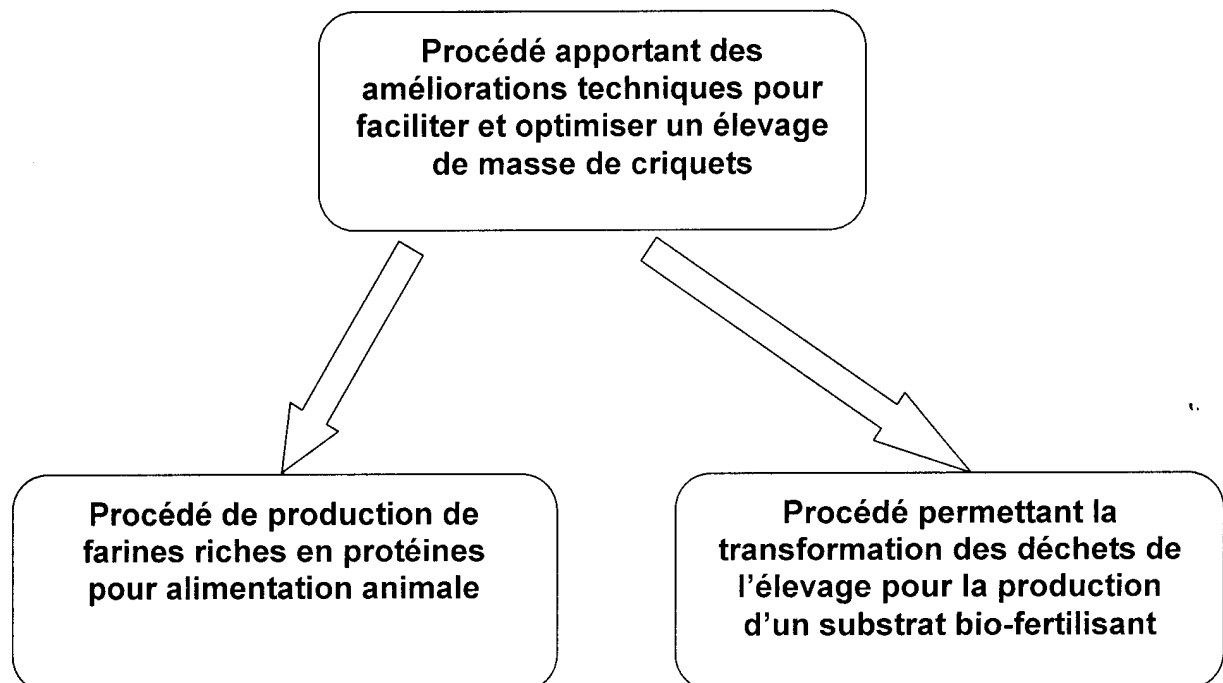 Procédé apportant des
améliorations techniques pour
faciliter et optimiser un élevage
de masse de criquets
Procédé de production de
farines riches en protéines
pour alimentation animale
Procédé permettant la
transformation des déchets de
l'élevage pour la production
d'un substrat bio-fertilisant